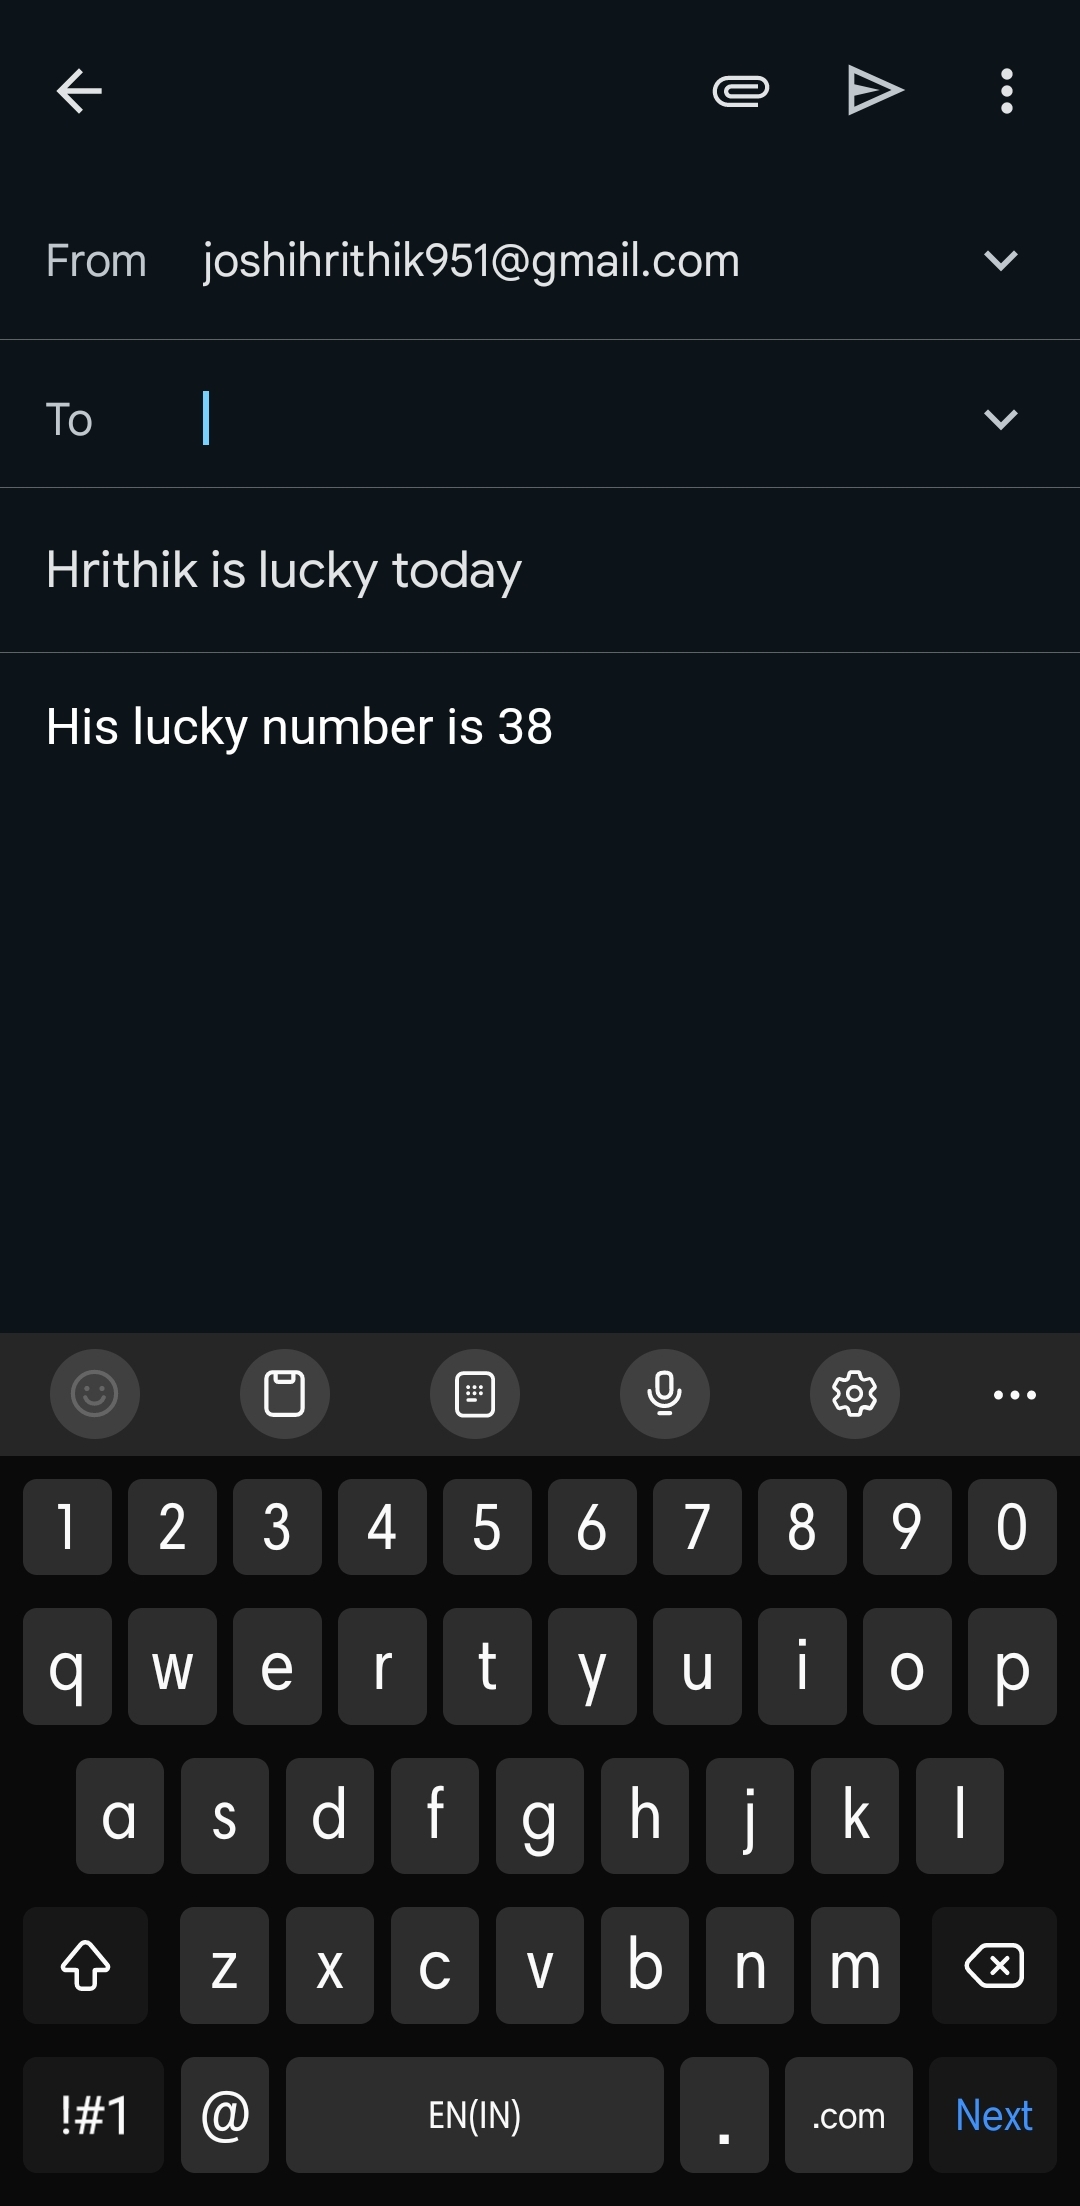 From joshihrithik951@gmail.com
To
Hrithik is lucky today
His lucky number is 38
1 2 3 4 5 6 7 8 9 0
q w e r t y u i o p
a s d f g h j k l
z x c v b n m
!#1 @ EN(IN) . .com Next